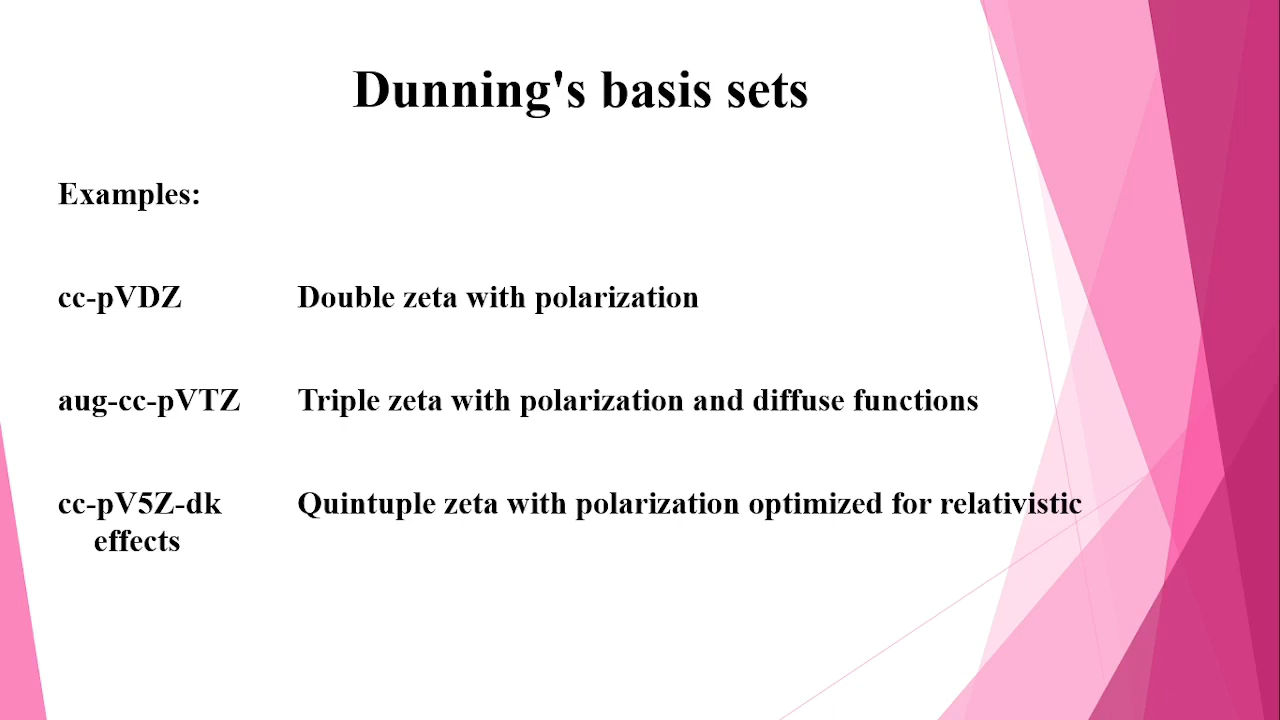 Dunning's basis sets
Examples:
cc-pVDZ Double zeta with polarization
aug-cc-pVTZ Triple zeta with polarization and diffuse functions
cc-pV5Z-dk Quintuple zeta with polarization optimized for relativistic
effects